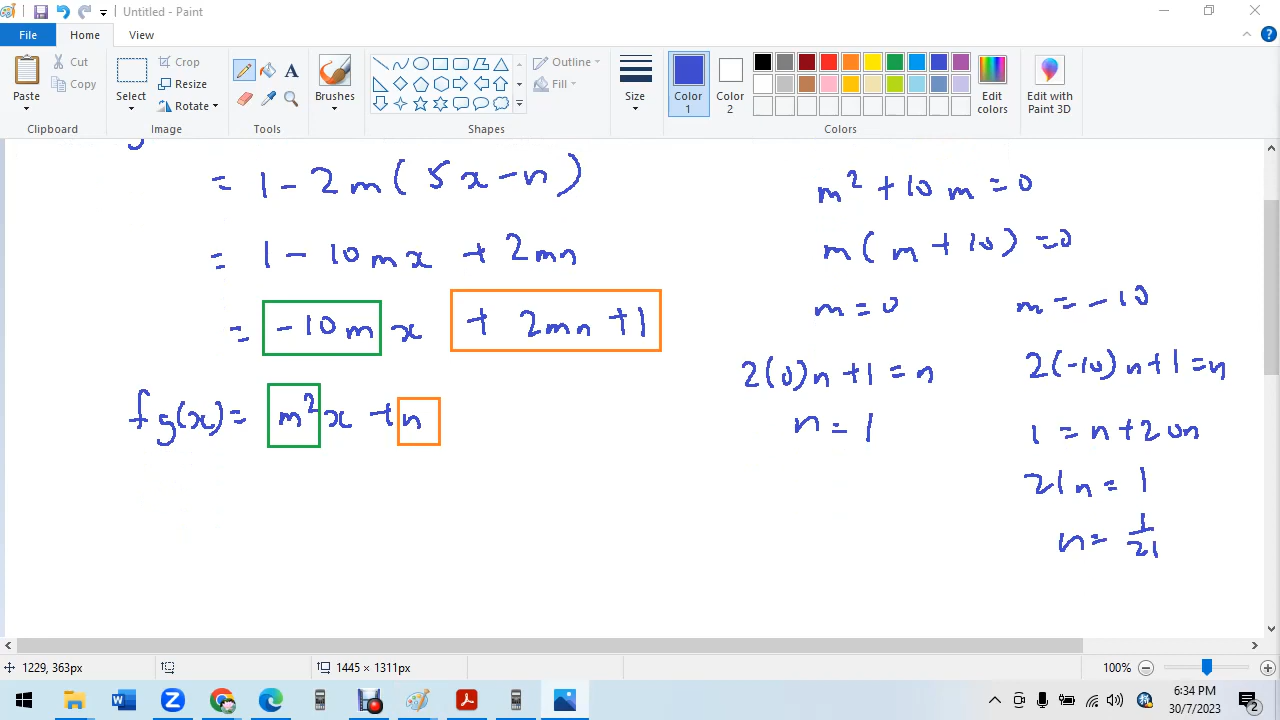 Untitled - Paint
File Home View
Paste Cut Copy
Clipboard
Select Crop Resize Rotate
Image
Tools
Brushes
Shapes
Outline
Fill
Size
Color 1
Color 2
Colors
Edit colors
Edit with Paint 3D
= 1 - 2m(5x - n)
= 1 - 10mx + 2mn
= -10mx + 2mn + 1
fg(x) = m²x + n
m² + 10m = 0
m(m + 10) = 0
m = 0
m = -10
2(0)n + 1 = n
n = 1
2(-10)n + 1 = n
1 = n + 20n
21n = 1
n = 1/21
1229, 363px
1445 × 1311px
100%
6:34 PM
30/7/2023
2